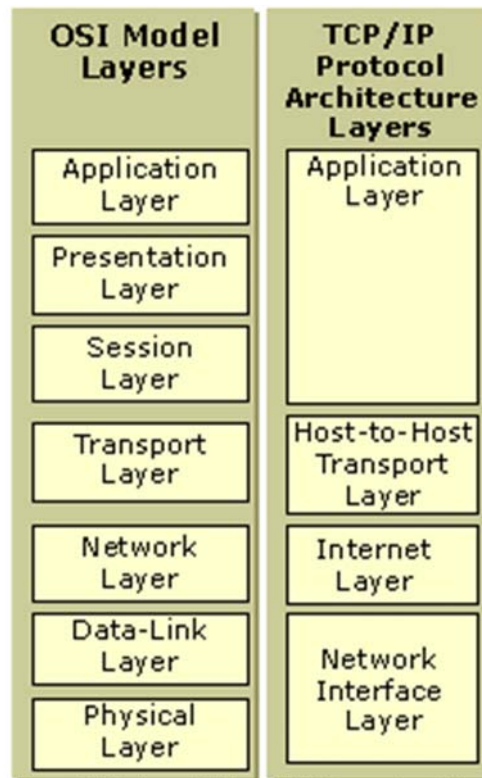 OSI Model
Layers
Application
Layer
Presentation
Layer
Session
Layer
Transport
Layer
Network
Layer
Data-Link
Layer
Physical
Layer
TCP/IP
Protocol
Architecture
Layers
Application
Layer
Host-to-Host
Transport
Layer
Internet
Layer
Network
Interface
Layer